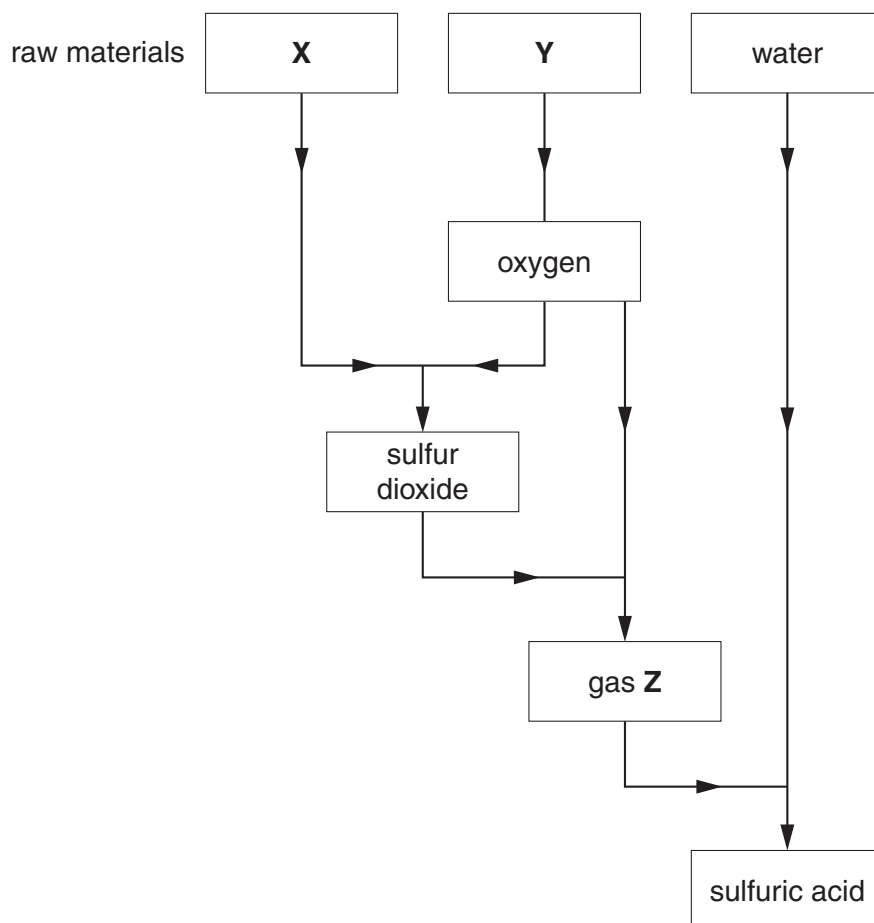 raw materials
X
Y
water
oxygen
sulfur
dioxide
gas Z
sulfuric acid